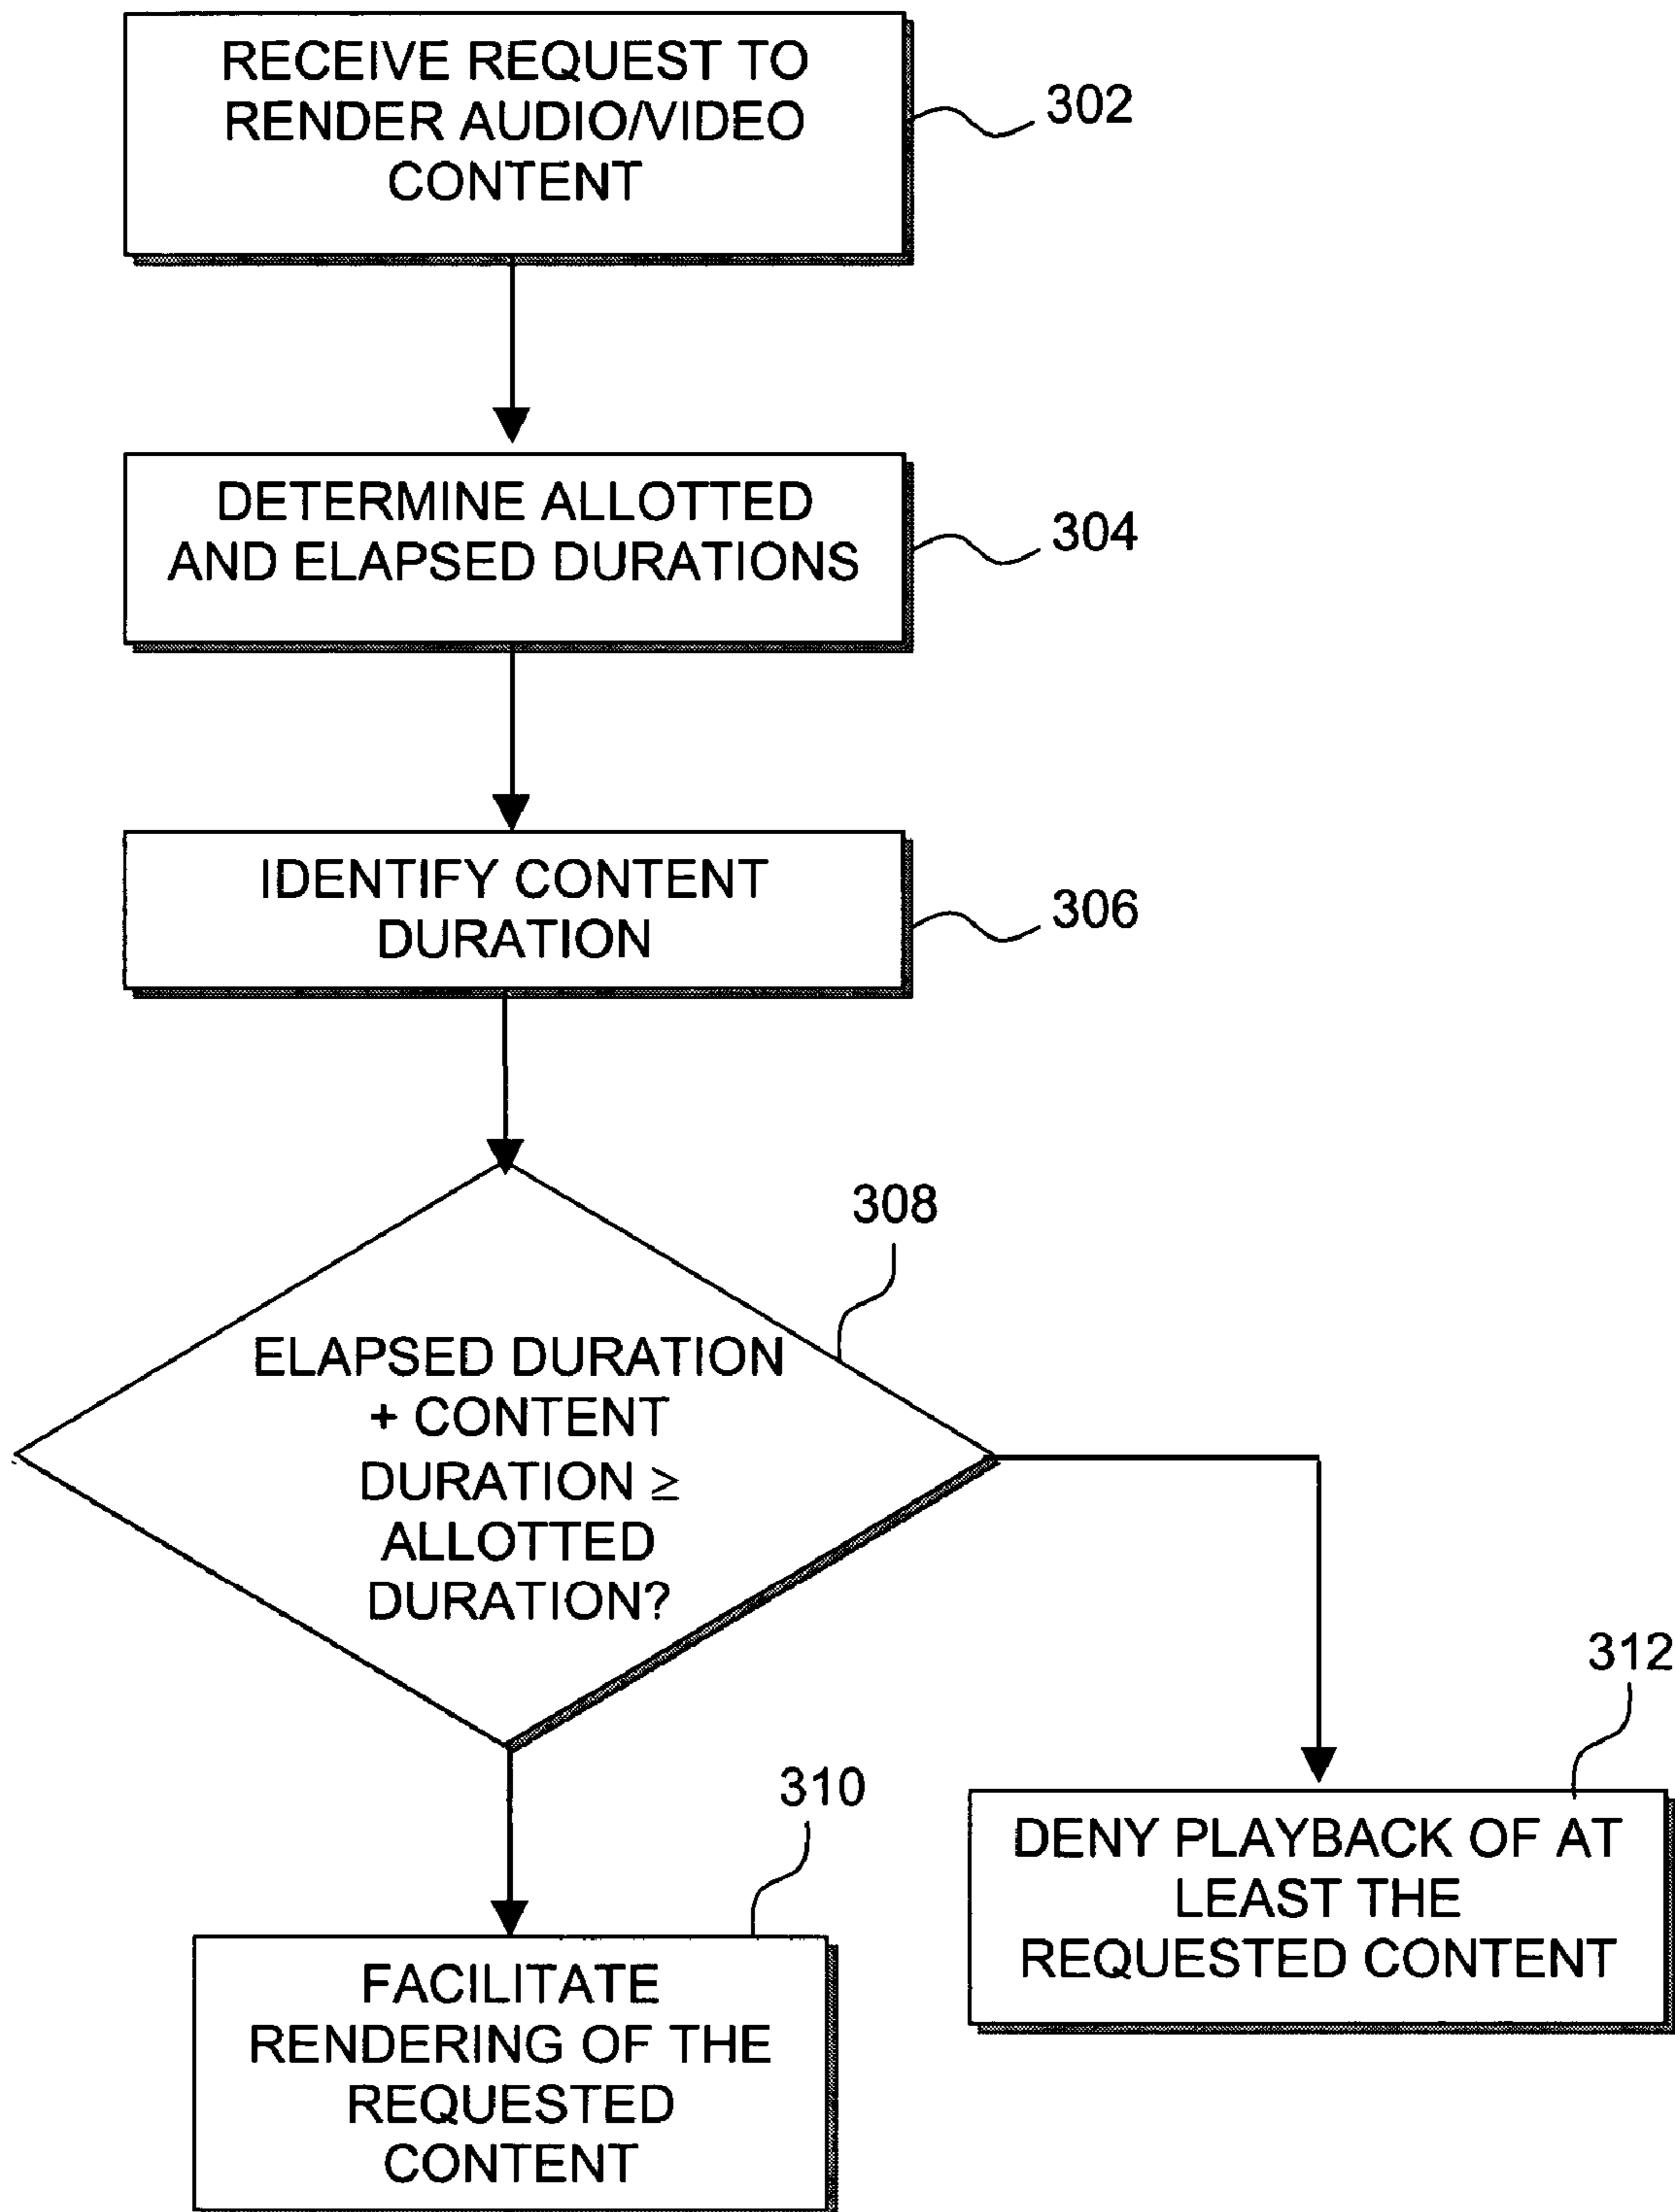 RECEIVE REQUEST TO
RENDER AUDIO/VIDEO
CONTENT
302
DETERMINE ALLOTTED
AND ELAPSED DURATIONS
304
IDENTIFY CONTENT
DURATION
306
308
ELAPSED DURATION
+ CONTENT
DURATION ≥
ALLOTTED
DURATION?
310
FACILITATE
RENDERING OF THE
REQUESTED
CONTENT
312
DENY PLAYBACK OF AT
LEAST THE
REQUESTED CONTENT